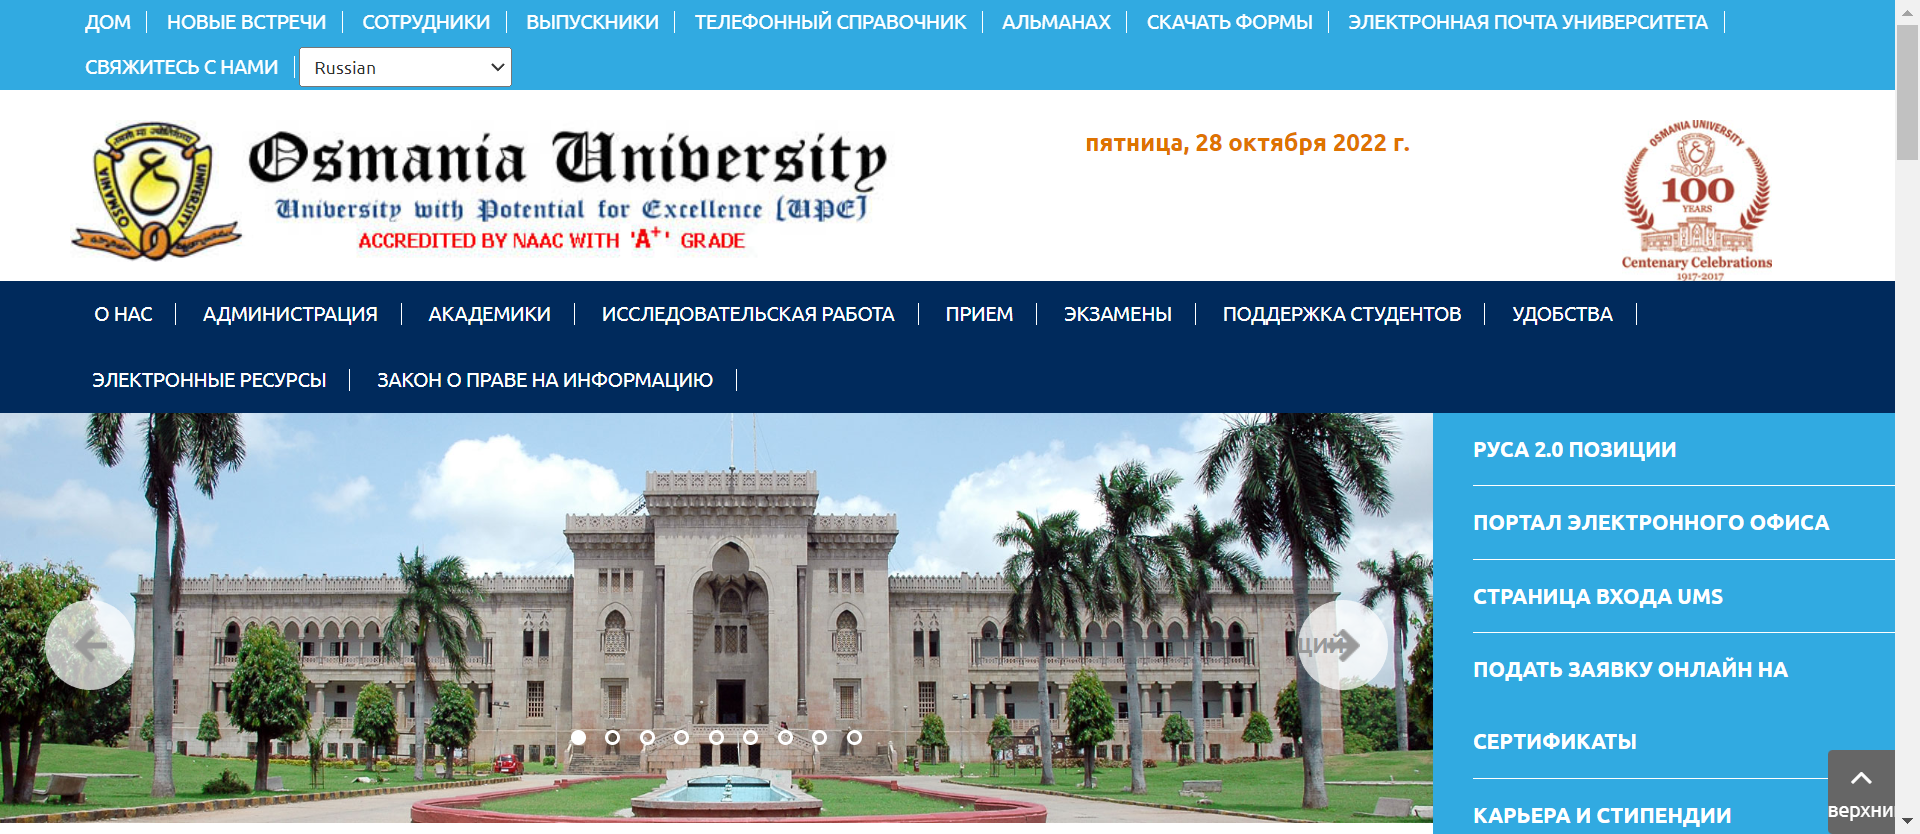 ДОМ
НОВЫЕ ВСТРЕЧИ
СОТРУДНИКИ
ВЫПУСКНИКИ
ТЕЛЕФОННЫЙ СПРАВОЧНИК
АЛЬМАНАХ
СКАЧАТЬ ФОРМЫ
ЭЛЕКТРОННАЯ ПОЧТА УНИВЕРСИТЕТА
СВЯЖИТЕСЬ С НАМИ
Russian
OSMANIA UNIVERSITY
Osmania University
University with Potential for Excellence [UPE]
ACCREDITED BY NAAC WITH 'A+' GRADE
пятница, 28 октября 2022 г.
OSMANIA UNIVERSITY
100
YEARS
Centenary Celebrations
1917-2017
О НАС
АДМИНИСТРАЦИЯ
АКАДЕМИКИ
ИССЛЕДОВАТЕЛЬСКАЯ РАБОТА
ПРИЕМ
ЭКЗАМЕНЫ
ПОДДЕРЖКА СТУДЕНТОВ
УДОБСТВА
ЭЛЕКТРОННЫЕ РЕСУРСЫ
ЗАКОН О ПРАВЕ НА ИНФОРМАЦИЮ
РУСА 2.0 ПОЗИЦИИ
ПОРТАЛ ЭЛЕКТРОННОГО ОФИСА
СТРАНИЦА ВХОДА UMS
ПОДАТЬ ЗАЯВКУ ОНЛАЙН НА
СЕРТИФИКАТЫ
КАРЬЕРА И СТИПЕНДИИ